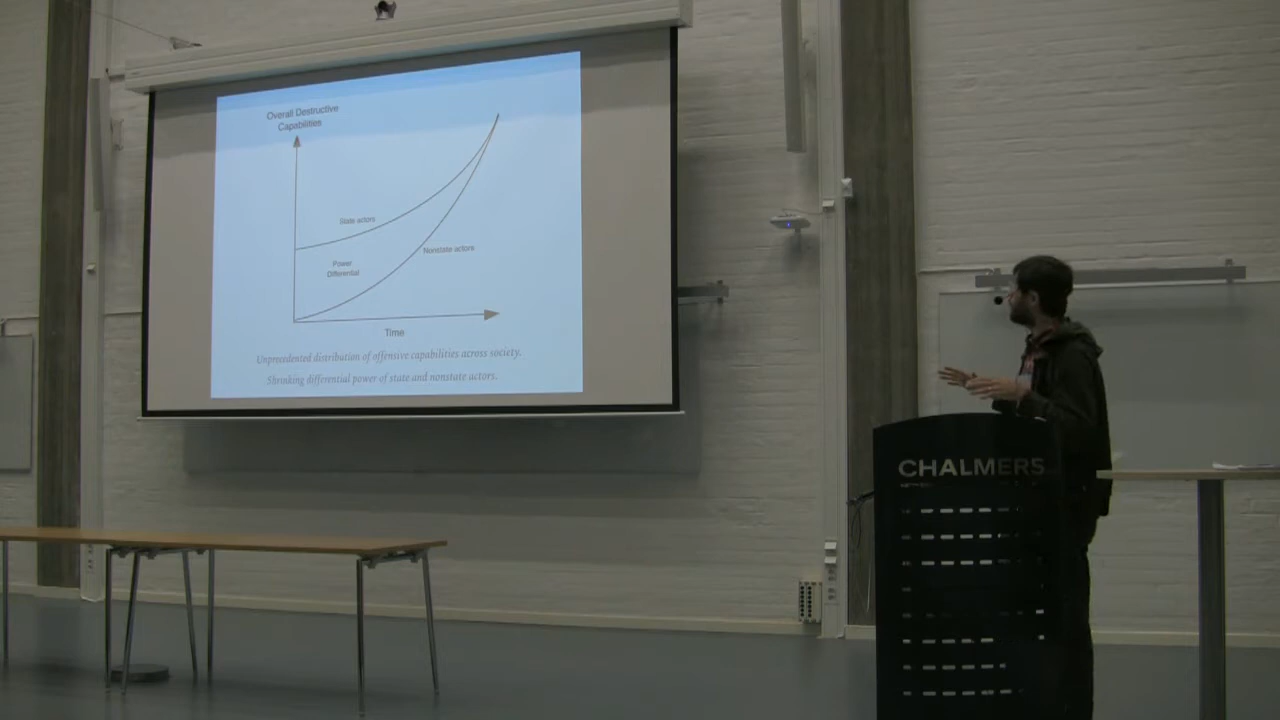 Overall Destructive
Capabilities
State actors
Nonstate actors
Power
Differential
Time
Unprecedented distribution of offensive capabilities across society.
Shrinking differential power of state and nonstate actors.
CHALMERS